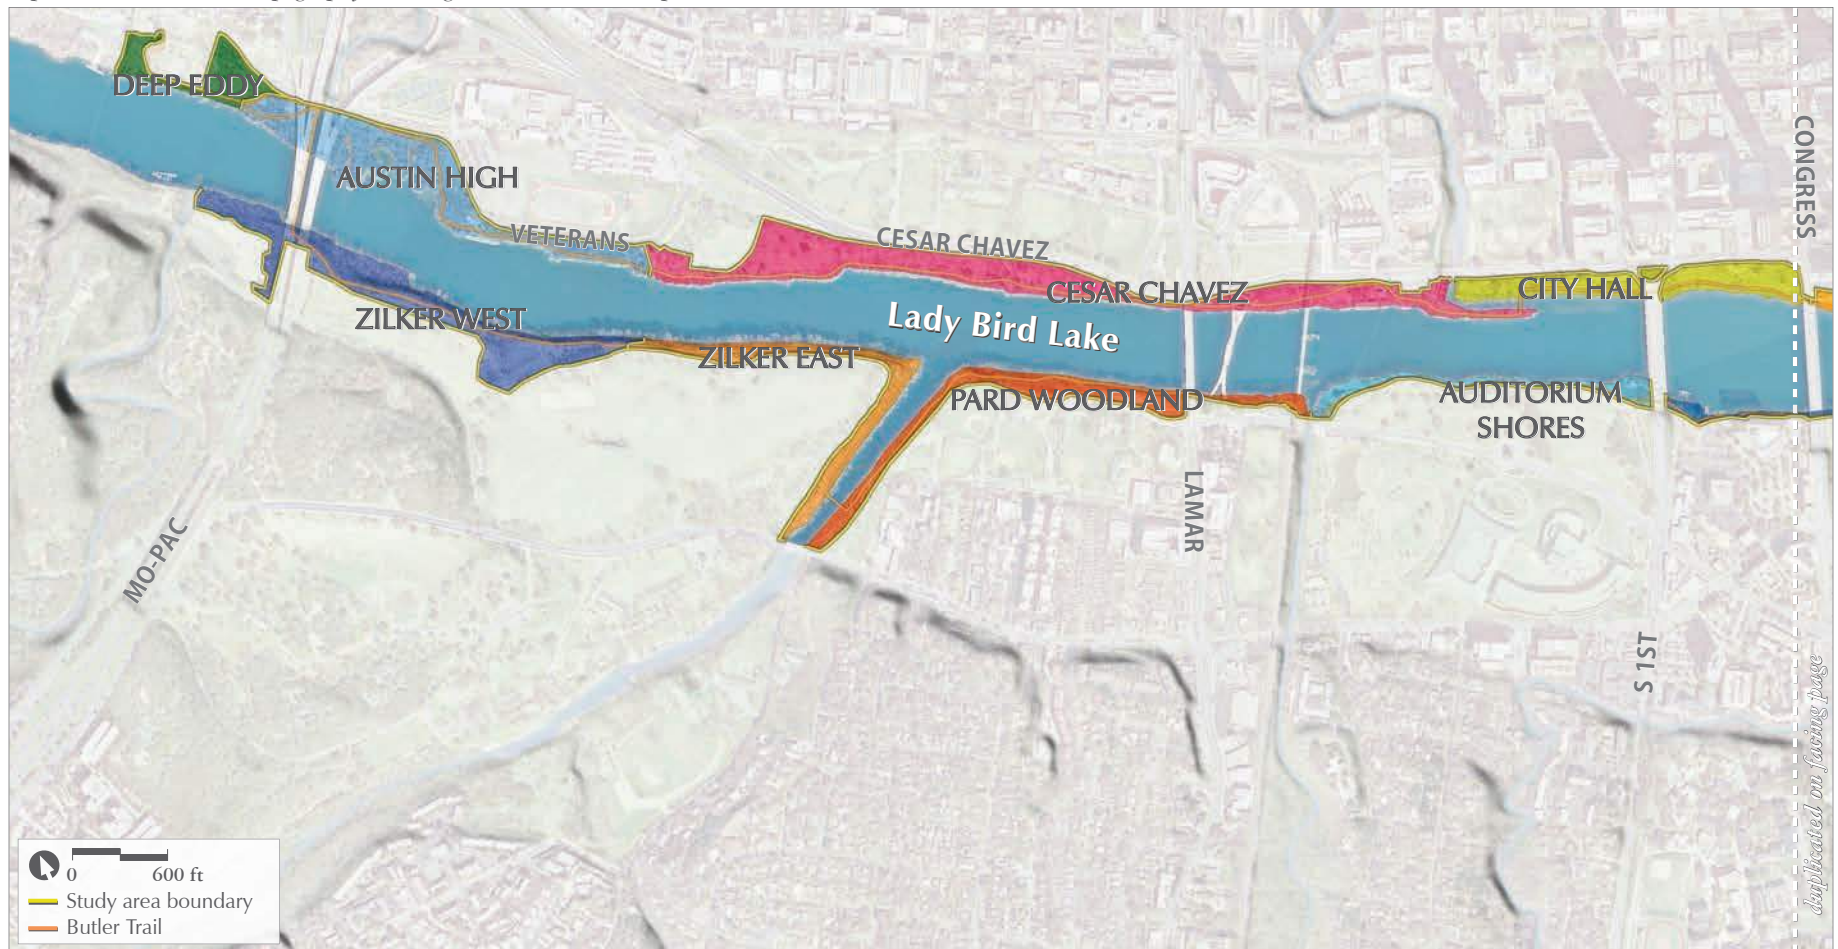 DEEP EDDY
AUSTIN HIGH
VETERANS
CESAR CHAVEZ
CESAR CHAVEZ
CITY HALL
CONGRESS
Lady Bird Lake
ZILKER WEST
ZILKER EAST
PARD WOODLAND
AUDITORIUM
SHORES
LAMAR
MO-PAC
S 1ST
duplicated on facing page
0 600 ft
Study area boundary
Butler Trail